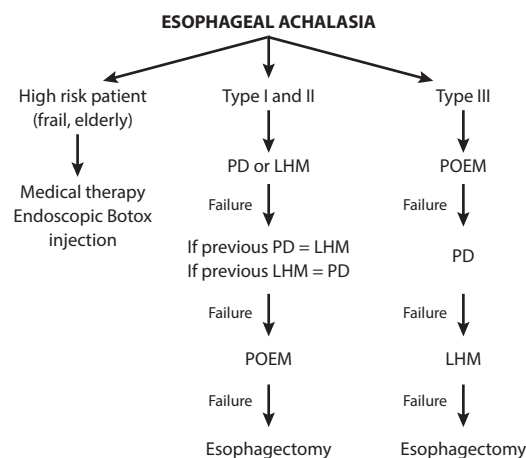 ESOPHAGEAL ACHALASIA
High risk patient
(frail, elderly)
Medical therapy
Endoscopic Botox
injection
Type I and II
PD or LHM
Failure
If previous PD = LHM
If previous LHM = PD
Failure
POEM
Failure
Esophagectomy
Type III
POEM
Failure
PD
Failure
LHM
Failure
Esophagectomy